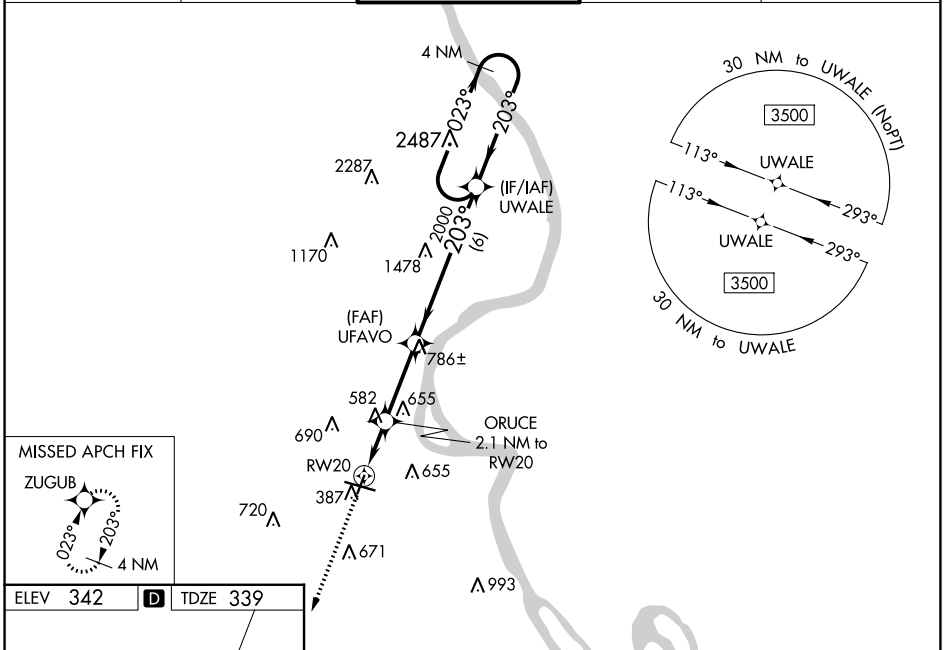 4 NM
023°
203°
2487
2287
(IF/IAF)
UWALE
2000
203°
(6)
1170
1478
(FAF)
UFAVO
786±
582
655
690
ORUCE
2.1 NM to
RW20
RW20
655
387
720
671
993
30 NM to UWALE (NoPT)
3500
113°
UWALE
293°
113°
UWALE
293°
3500
30 NM to UWALE
MISSED APCH FIX
ZUGUB
023°
203°
4 NM
ELEV 342 D TDZE 339